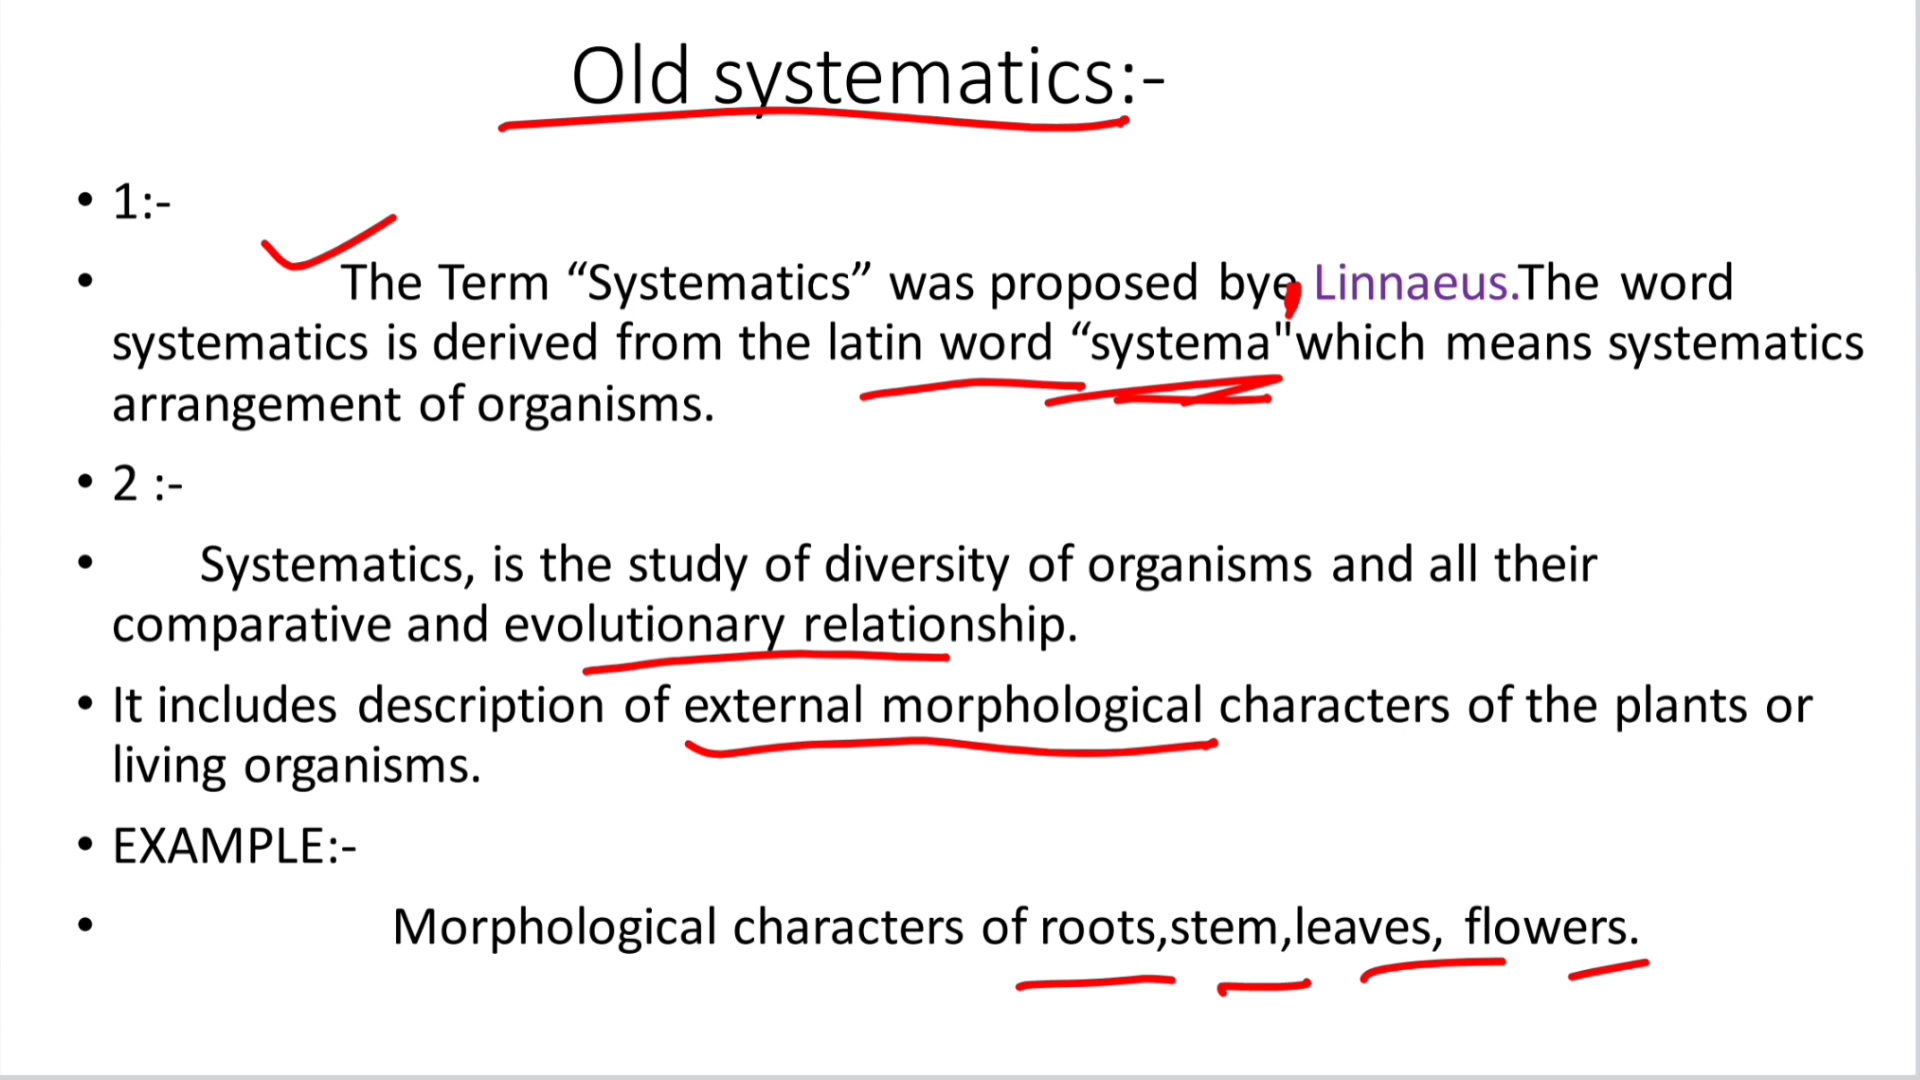 Old systematics:-
• 1:-
• The Term “Systematics” was proposed bye, Linnaeus.The word
systematics is derived from the latin word “systema"which means systematics
arrangement of organisms.
• 2 :-
• Systematics, is the study of diversity of organisms and all their
comparative and evolutionary relationship.
• It includes description of external morphological characters of the plants or
living organisms.
• EXAMPLE:-
• Morphological characters of roots,stem,leaves, flowers.